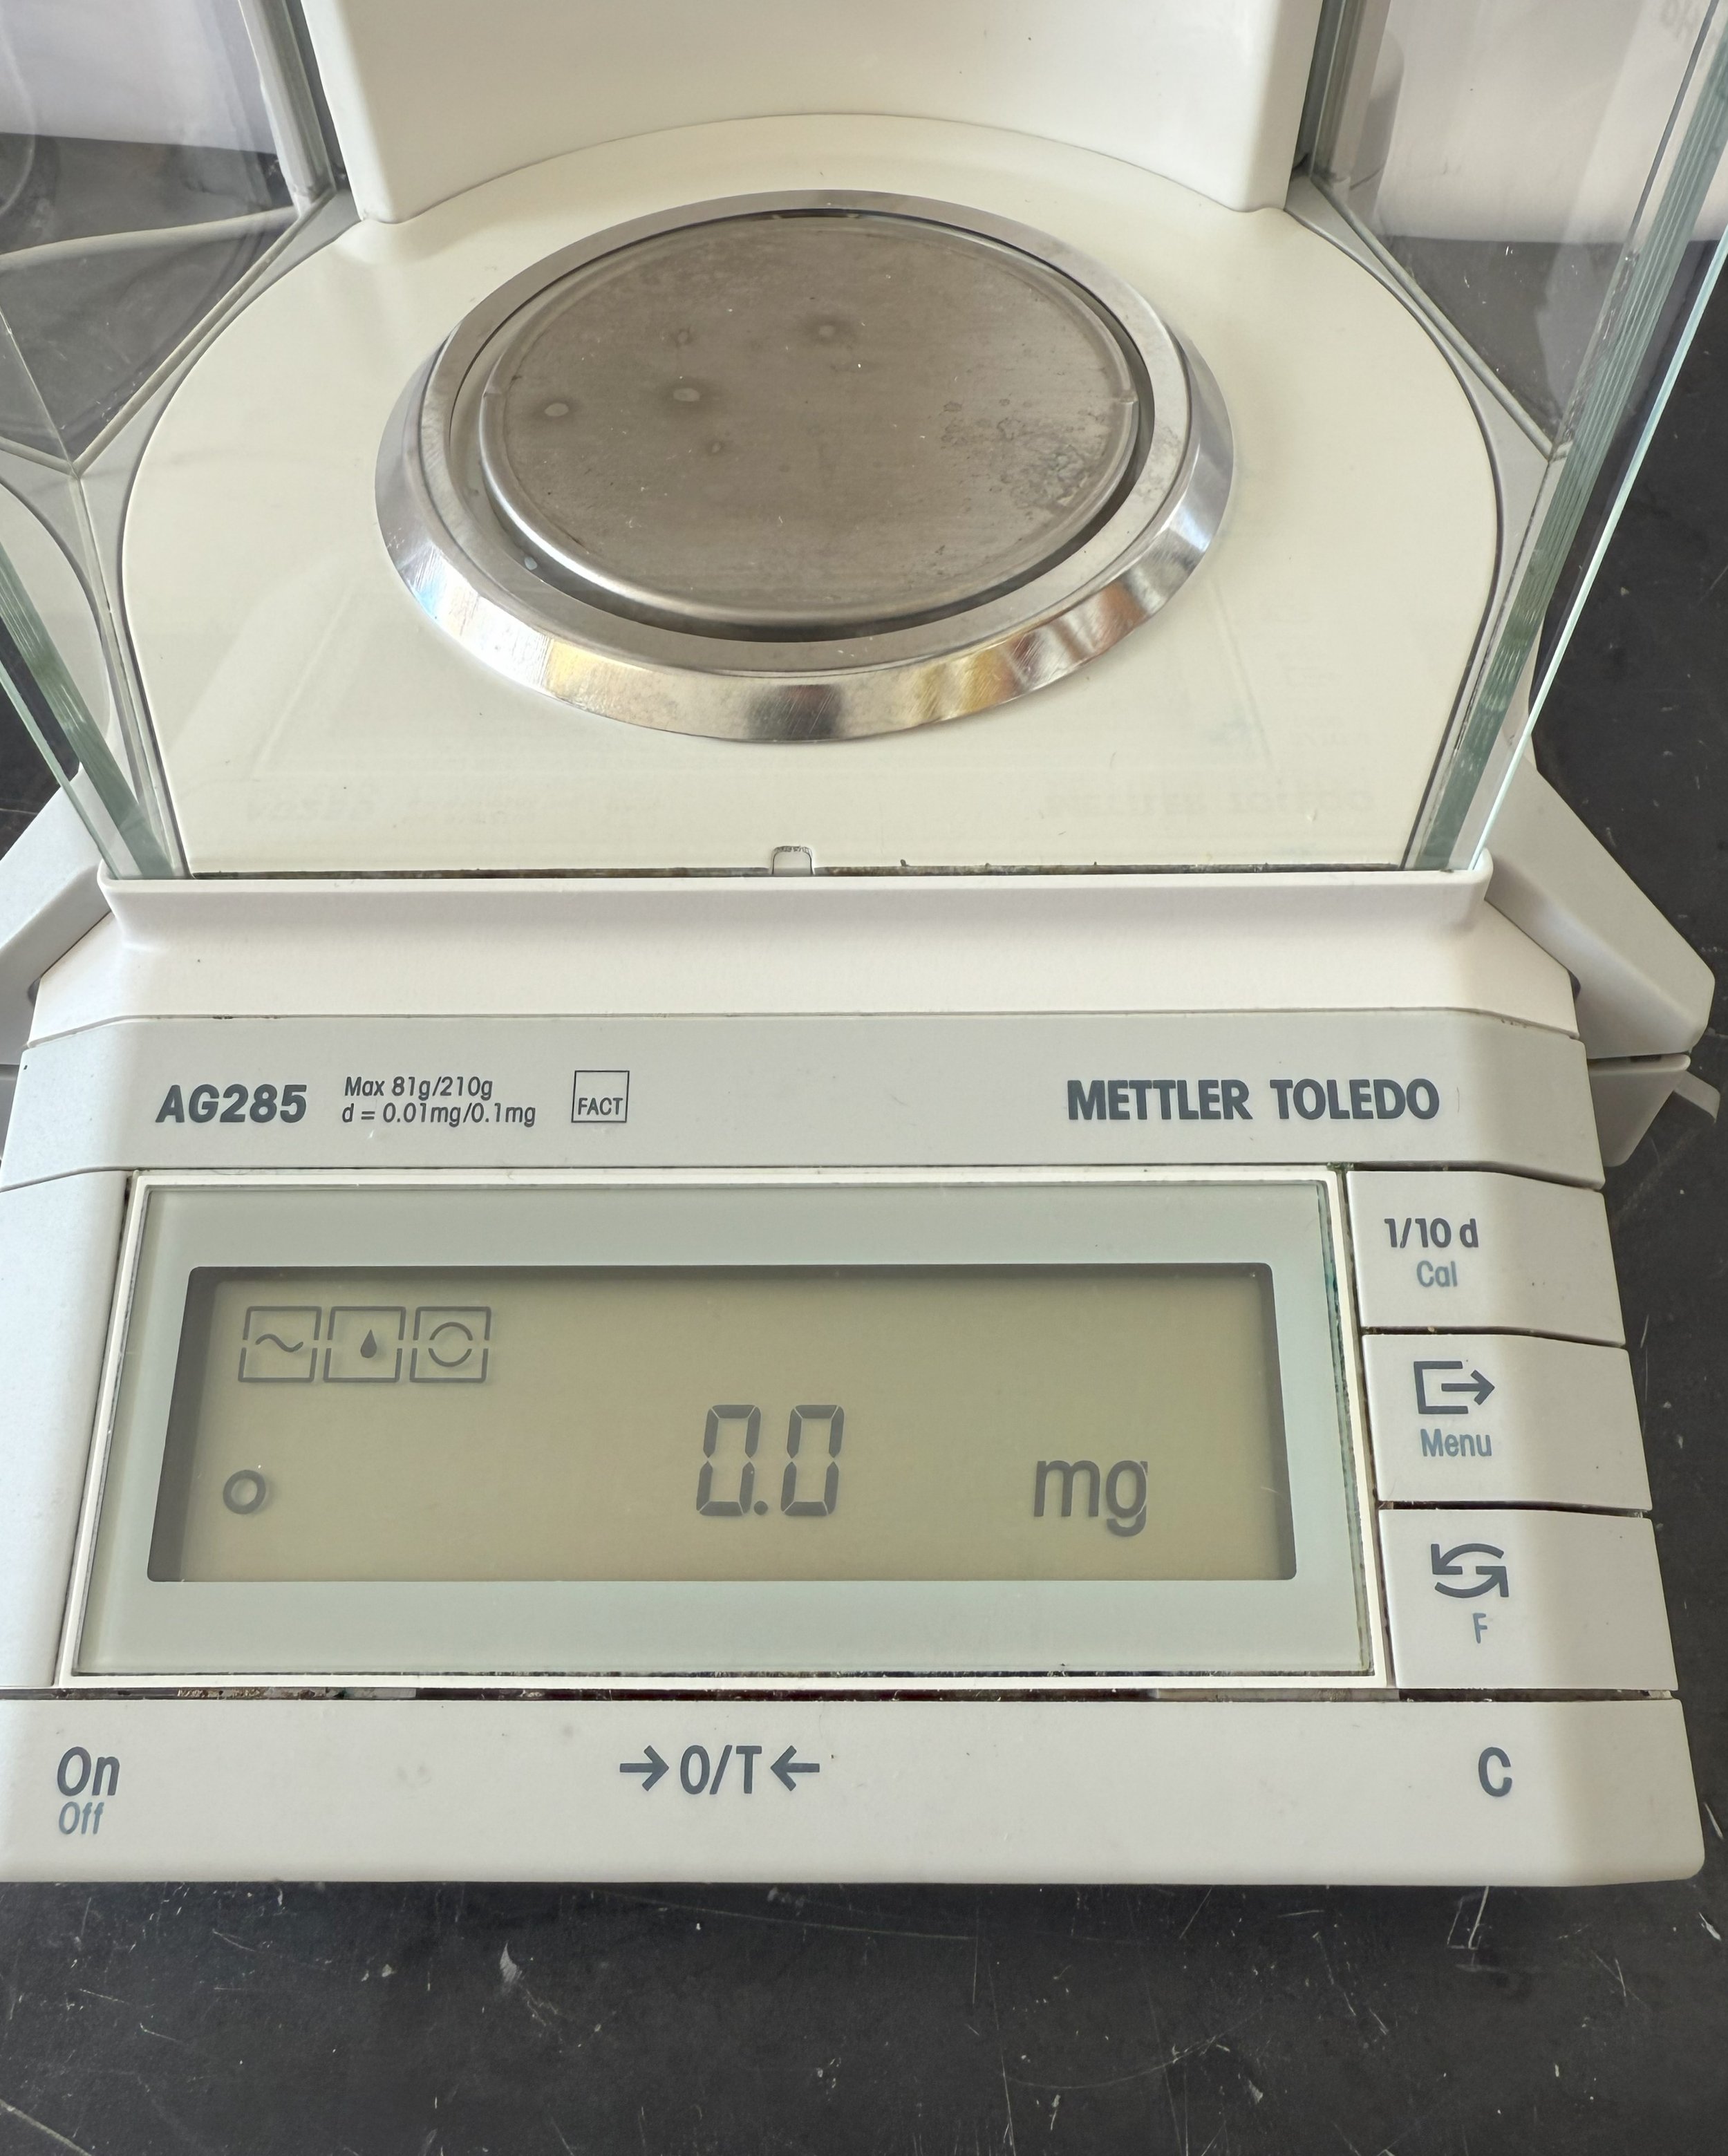 AG285
Max 81g/210g
d = 0.01mg/0.1mg
FACT
METTLER TOLEDO
1/10 d
Cal
0.0 mg
Menu
F
On
Off
→0/T←
C